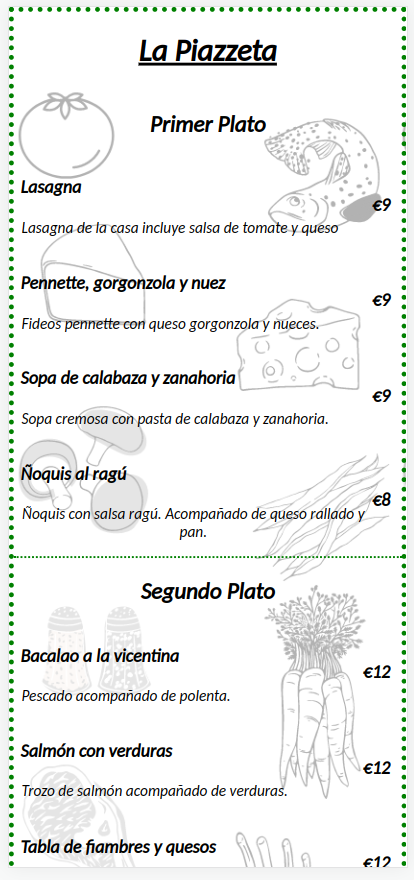 La Piazzeta
Primer Plato
Lasagna
€9
Lasagna de la casa incluye salsa de tomate y queso
Pennette, gorgonzola y nuez
€9
Fideos pennette con queso gorgonzola y nueces.
Sopa de calabaza y zanahoria
€9
Sopa cremosa con pasta de calabaza y zanahoria.
Ñoquis al ragú
€8
Ñoquis con salsa ragú. Acompañado de queso rallado y
pan.
Segundo Plato
Bacalao a la vicentina
€12
Pescado acompañado de polenta.
Salmón con verduras
€12
Trozo de salmón acompañado de verduras.
Tabla de fiambres y quesos
€12